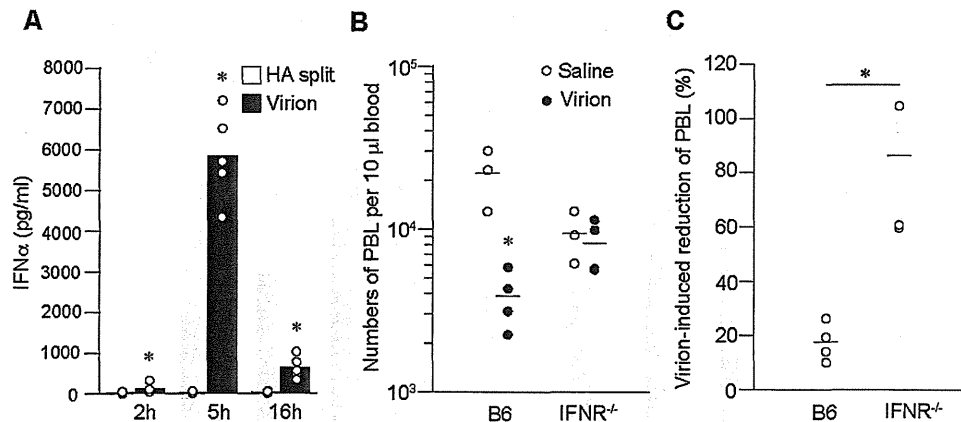 A
IFNα (pg/ml)
8000
7000
6000
5000
4000
3000
2000
1000
0
* HA split
Virion
*
*
2h 5h 16h
B
Numbers of PBL per 10 μl blood
10⁵
10⁴
10³
Saline
Virion
*
B6 IFNR⁻/⁻
C
Virion-induced reduction of PBL (%)
120
100
80
60
40
20
0
*
B6 IFNR⁻/⁻